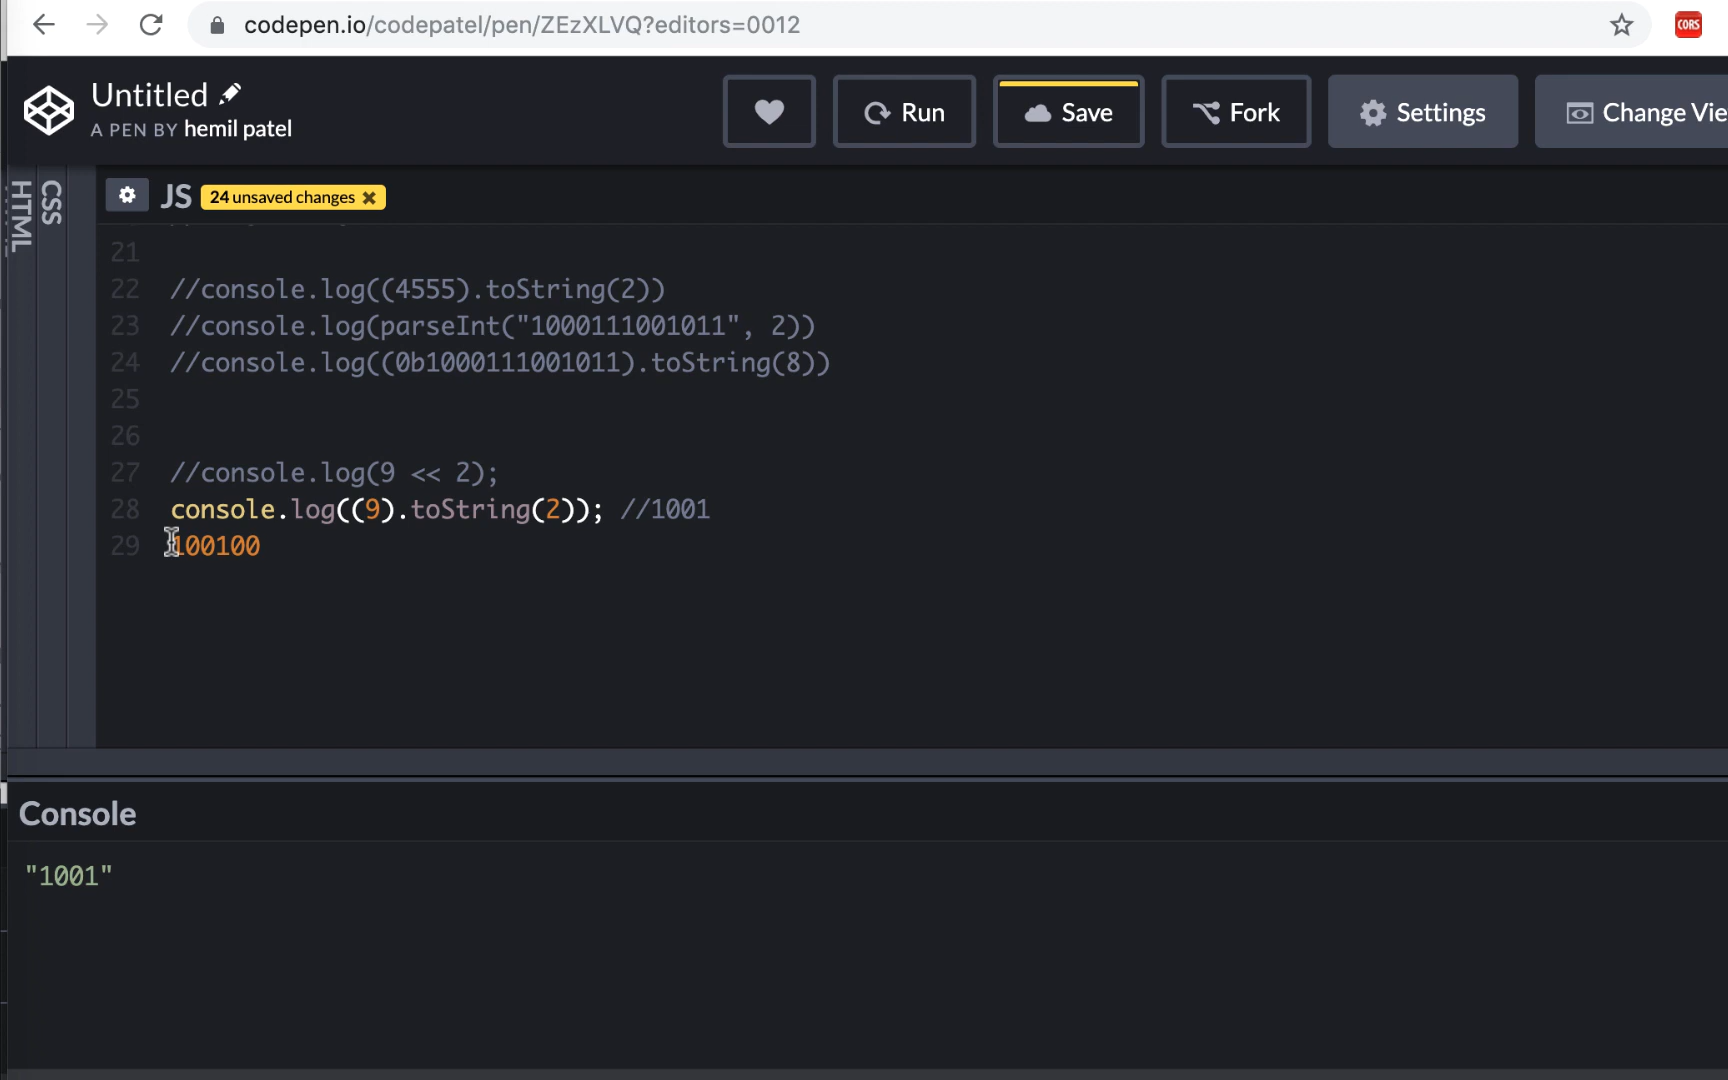 codepen.io/codepatel/pen/ZEzXLVQ?editors=0012
CORS
Untitled
A PEN BY hemil patel
Run
Save
Fork
Settings
Change Vie
HTML
CSS
JS 24 unsaved changes
21
22 //console.log((4555).toString(2))
23 //console.log(parseInt("1000111001011", 2))
24 //console.log((0b1000111001011).toString(8))
25
26
27 //console.log(9 << 2);
28 console.log((9).toString(2)); //1001
29 100100
Console
"1001"